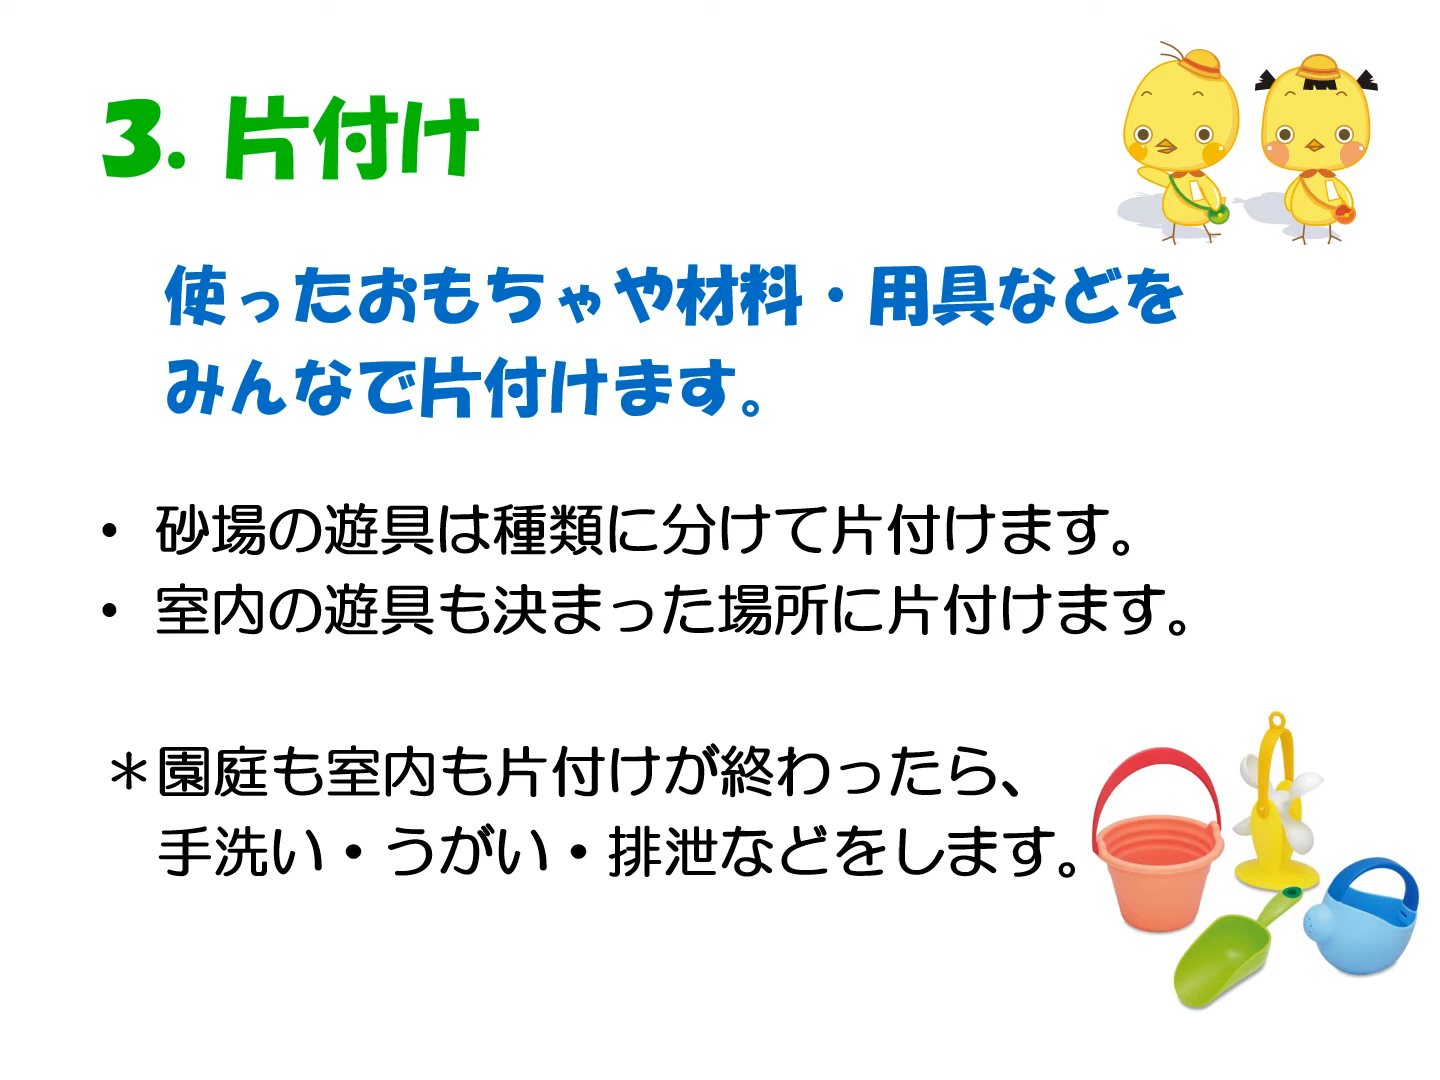 3. 片付け
使ったおもちゃや材料・用具などを
みんなで片付けます。
• 砂場の遊具は種類に分けて片付けます。
• 室内の遊具も決まった場所に片付けます。
＊園庭も室内も片付けが終わったら、
手洗い・うがい・排泄などをします。